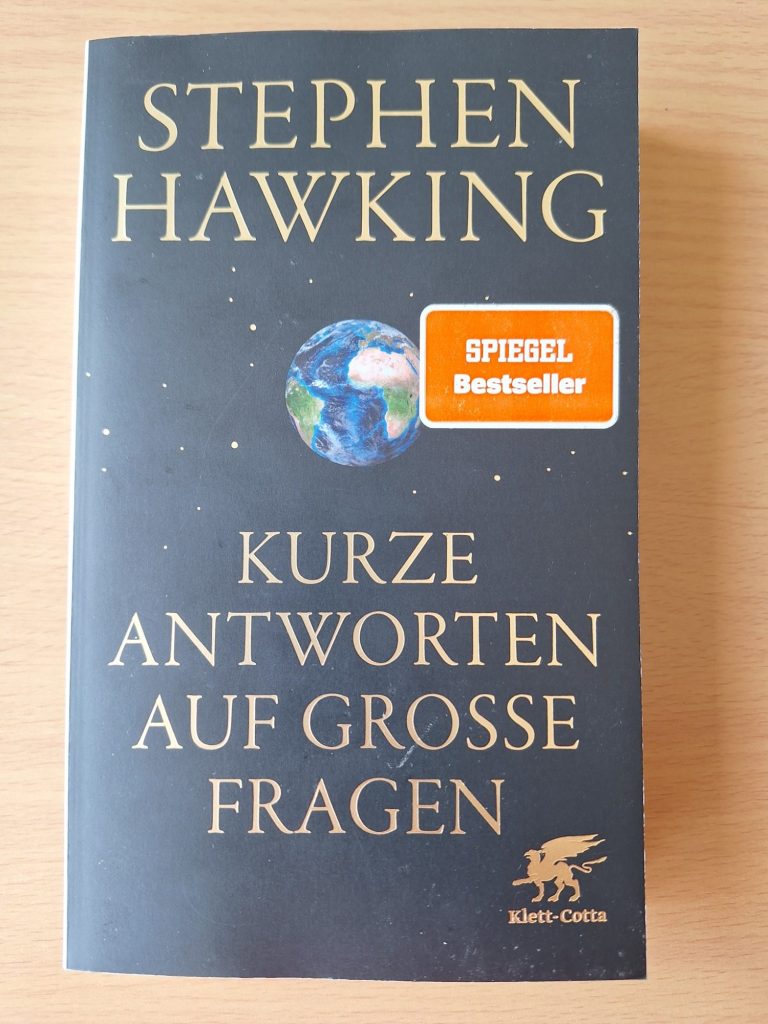 STEPHEN
HAWKING
SPIEGEL
Bestseller
KURZE
ANTWORTEN
AUF GROSSE
FRAGEN
Klett-Cotta